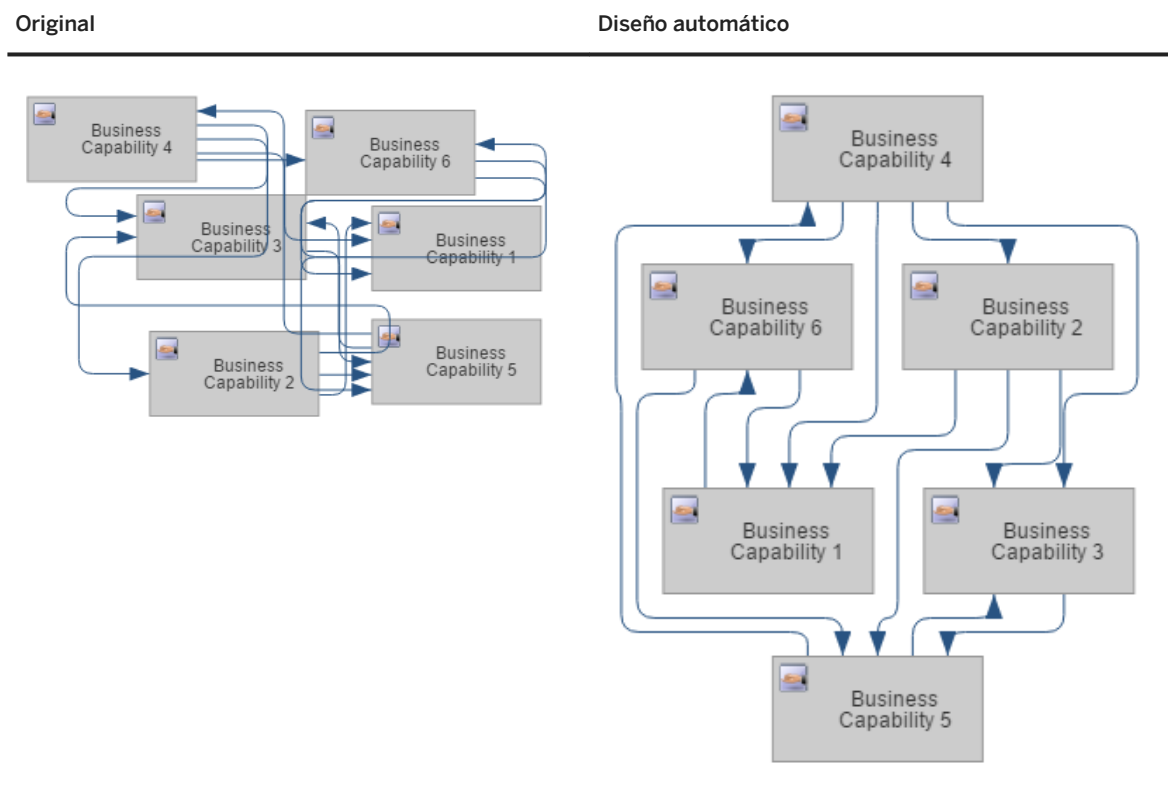 Original
Diseño automático
Business
Capability 4
Business
Capability 6
Business
Capability 3
Business
Capability 1
Business
Capability 2
Business
Capability 5
Business
Capability 4
Business
Capability 6
Business
Capability 2
Business
Capability 1
Business
Capability 3
Business
Capability 5